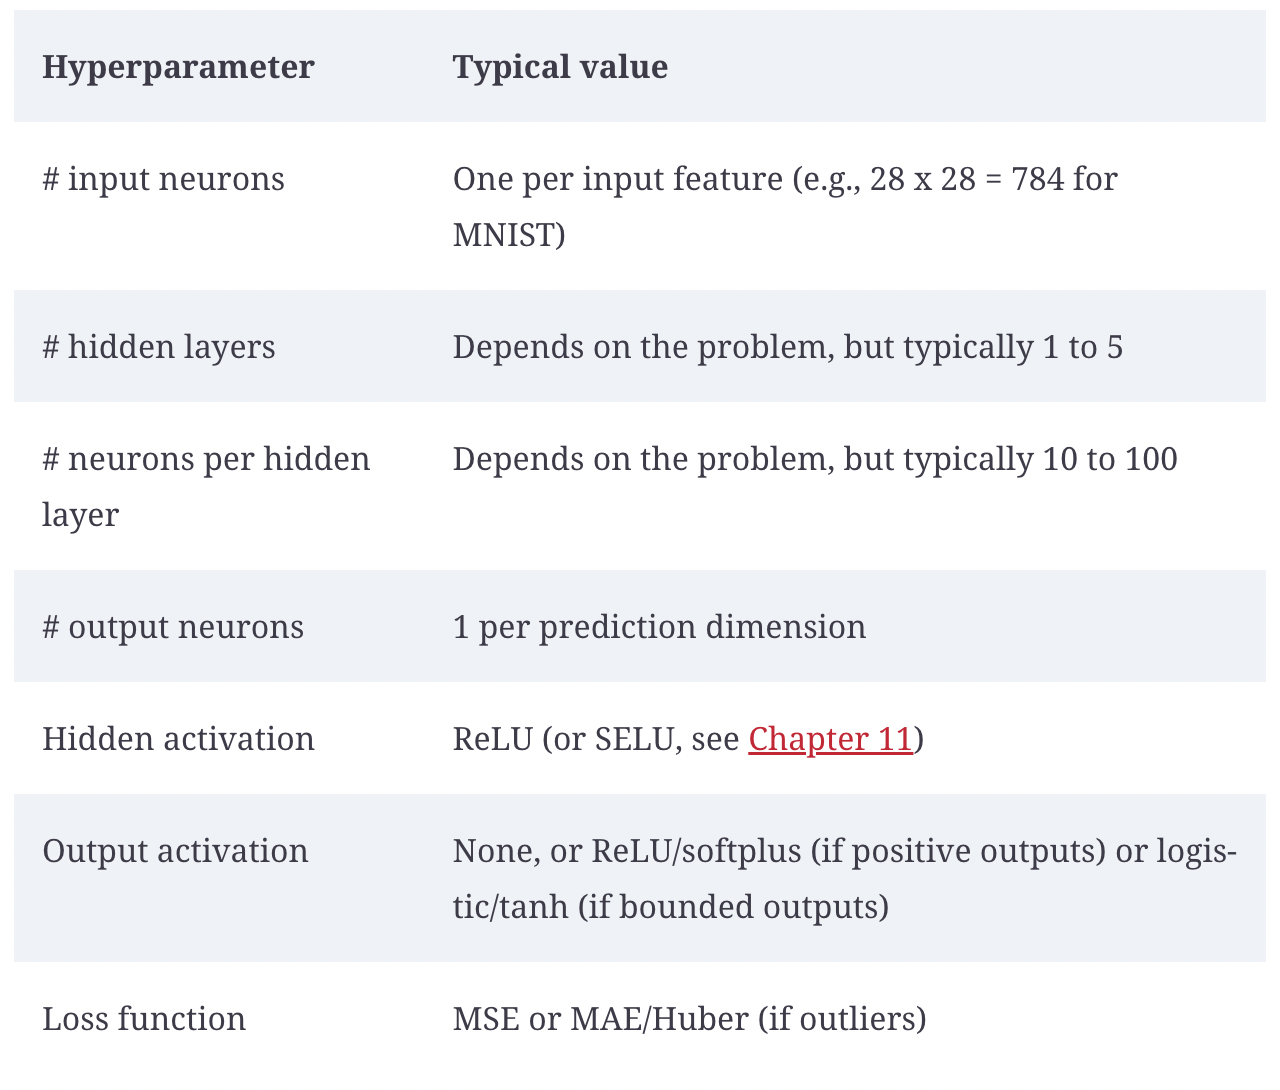 Hyperparameter Typical value
# input neurons One per input feature (e.g., 28 x 28 = 784 for
MNIST)
# hidden layers Depends on the problem, but typically 1 to 5
# neurons per hidden Depends on the problem, but typically 10 to 100
layer
# output neurons 1 per prediction dimension
Hidden activation ReLU (or SELU, see Chapter 11)
Output activation None, or ReLU/softplus (if positive outputs) or logis-
tic/tanh (if bounded outputs)
Loss function MSE or MAE/Huber (if outliers)